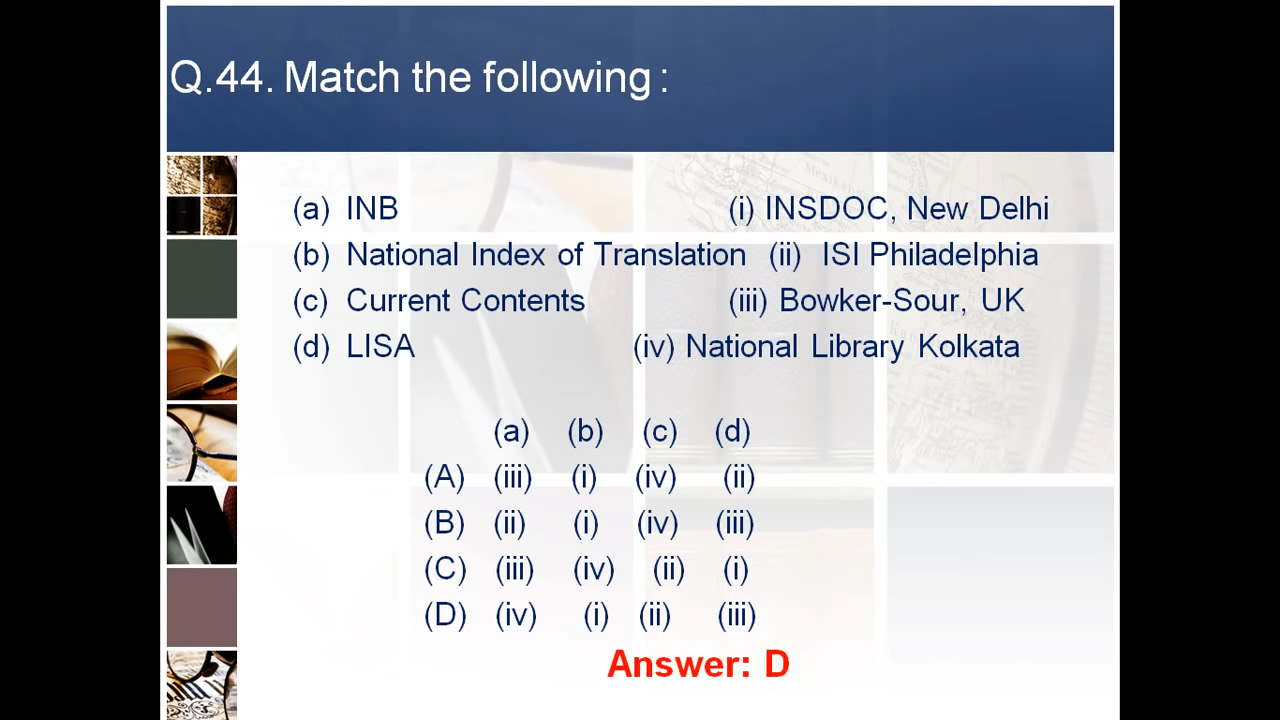 Q.44. Match the following :
(a) INB (i) INSDOC, New Delhi
(b) National Index of Translation (ii) ISI Philadelphia
(c) Current Contents (iii) Bowker-Sour, UK
(d) LISA (iv) National Library Kolkata
(a) (b) (c) (d)
(A) (iii) (i) (iv) (ii)
(B) (ii) (i) (iv) (iii)
(C) (iii) (iv) (ii) (i)
(D) (iv) (i) (ii) (iii)
Answer: D